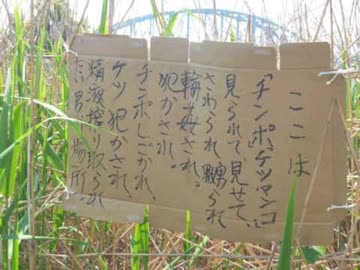 ここは
「チンポ、ケツマンコ」
見られて、見せて、
さわられ、嬲られ
輪姦され。
犯かされ。
チンポしごかれ、
ケツ犯かされ、
精液搾り取られ
た男の場所。